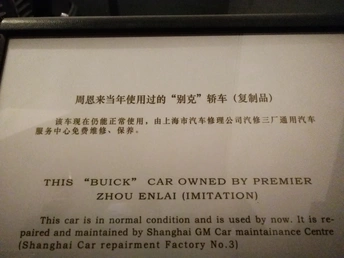 周恩来当年使用过的“别克”轿车（复制品）
该车现在仍能正常使用，由上海市汽车修理公司汽修三厂通用汽车
服务中心免费维修，保养。
THIS "BUICK" CAR OWNED BY PREMIER
ZHOU ENLAI (IMITATION)
This car is in normal condition and is used by now. It is re-
paired and maintained by Shanghai GM Car maintainance Centre
(Shanghai Car repairment Factory No.3)